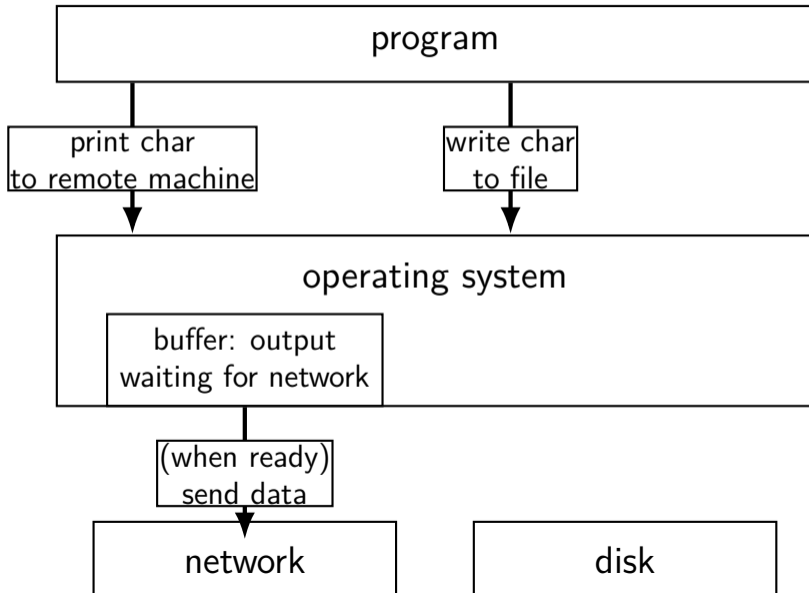 program
print char
to remote machine
write char
to file
operating system
buffer: output
waiting for network
(when ready)
send data
network
disk